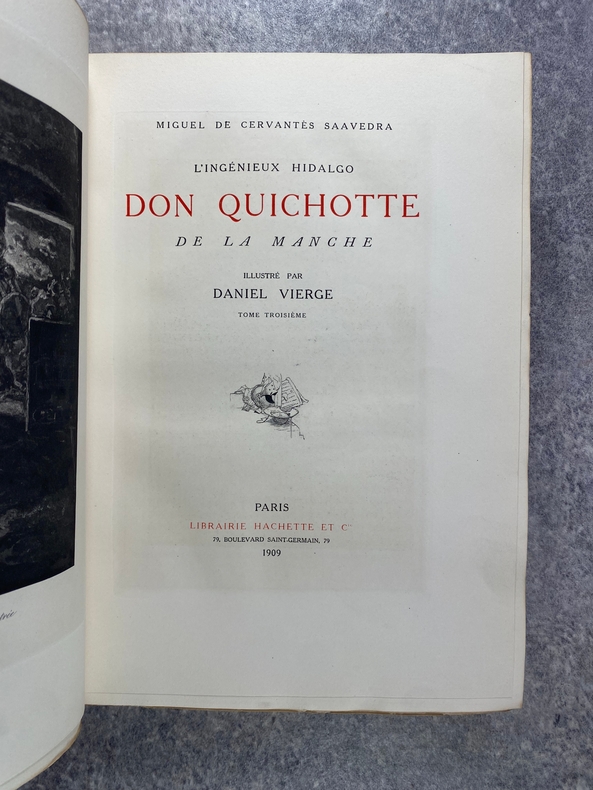 MIGUEL DE CERVANTÈS SAAVEDRA
L'INGÉNIEUX HIDALGO
DON QUICHOTTE
DE LA MANCHE
ILLUSTRÉ PAR
DANIEL VIERGE
TOME TROISIÈME
PARIS
LIBRAIRIE HACHETTE ET Cie
79, BOULEVARD SAINT-GERMAIN, 79
1909